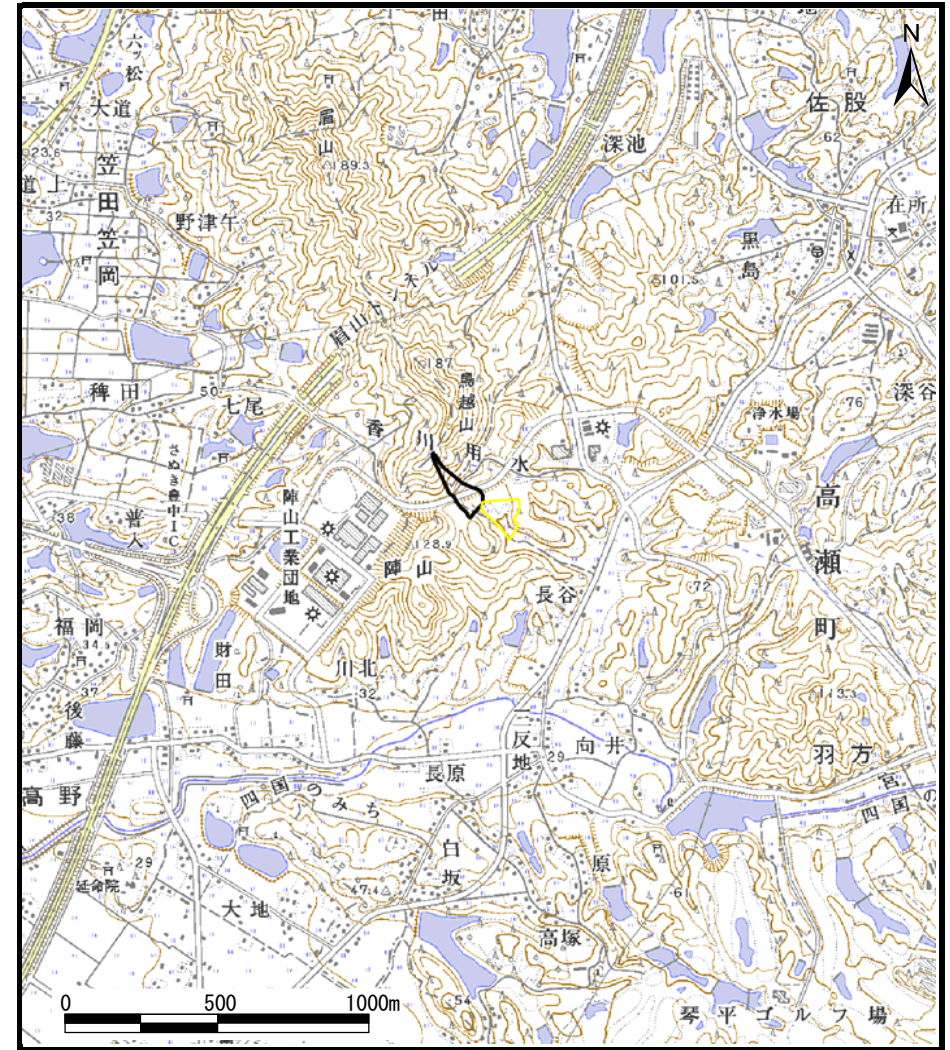 N
六ッ松
大道
眉山
189.3
佐股
62
深池
23.6
笠田笠岡
道上
32
野津午
在所
黒島
101.5
眉山トンネル
187
鳥越山
稗田
50
七尾
香川用水
50
浄水場
76
深谷
さぬき豊中IC
38
普入
陣山工業団地
128.9
陣山
高瀬町
長谷
72
福岡
34.5
財田
川北
32
113.3
37
後藤
二反地
29
向井
羽方
長原
宮
高野
四国のみち
四国の
白坂
原
29
延命院
大地
47.4
61
高塚
54
琴平ゴルフ場
0
500
1000m